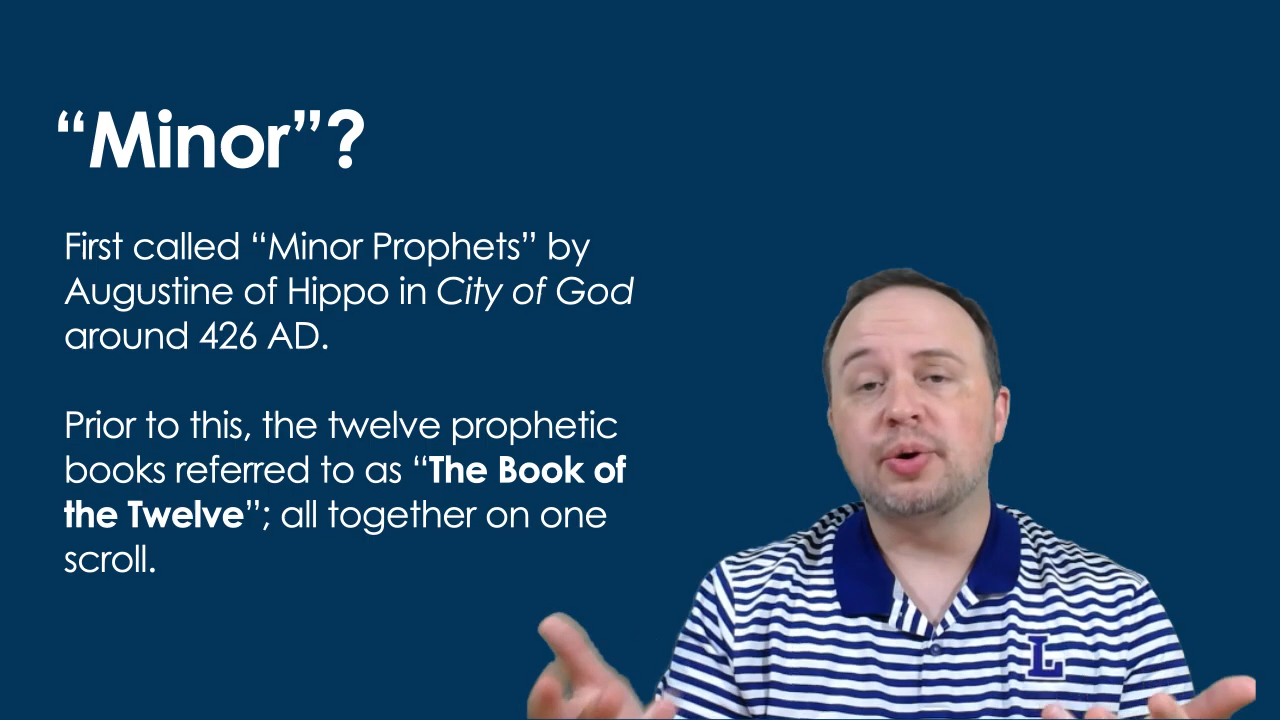 “Minor”?
First called “Minor Prophets” by
Augustine of Hippo in City of God
around 426 AD.
Prior to this, the twelve prophetic
books referred to as “The Book of
the Twelve”; all together on one
scroll.
L